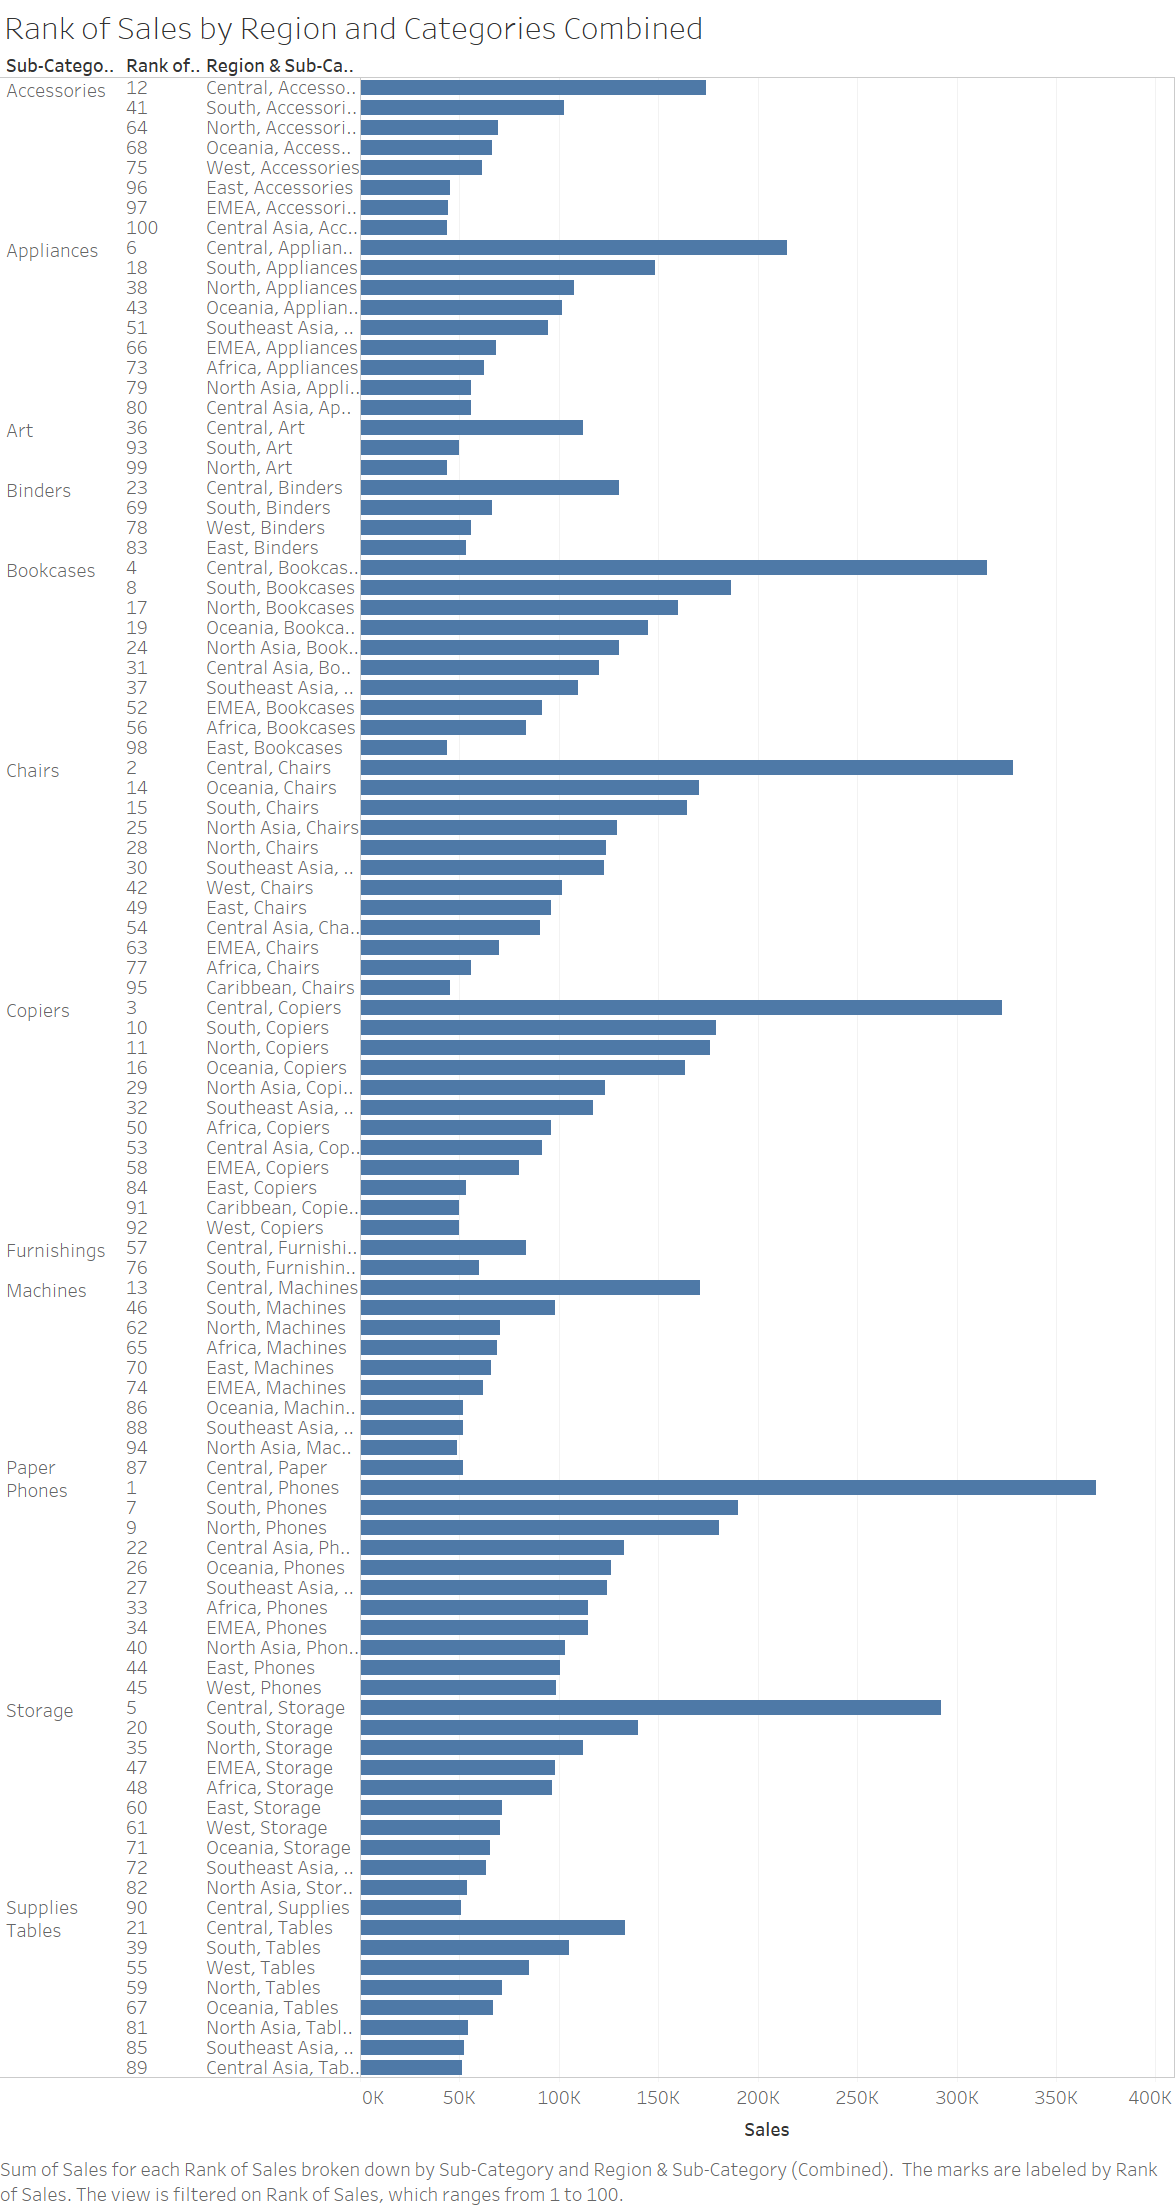 Rank of Sales by Region and Categories Combined
Sub-Catego.. Rank of.. Region & Sub-Ca..
Accessories 12 Central, Accesso..
41 South, Accessori..
64 North, Accessori..
68 Oceania, Access..
75 West, Accessories
96 East, Accessories
97 EMEA, Accessori..
100 Central Asia, Acc..
Appliances 6 Central, Applian..
18 South, Appliances
38 North, Appliances
43 Oceania, Applian..
51 Southeast Asia, ..
66 EMEA, Appliances
73 Africa, Appliances
79 North Asia, Appli..
80 Central Asia, Ap..
Art 36 Central, Art
93 South, Art
99 North, Art
Binders 23 Central, Binders
69 South, Binders
78 West, Binders
83 East, Binders
Bookcases 4 Central, Bookcas..
8 South, Bookcases
17 North, Bookcases
19 Oceania, Bookca..
24 North Asia, Book..
31 Central Asia, Bo..
37 Southeast Asia, ..
52 EMEA, Bookcases
56 Africa, Bookcases
98 East, Bookcases
Chairs 2 Central, Chairs
14 Oceania, Chairs
15 South, Chairs
25 North Asia, Chairs
28 North, Chairs
30 Southeast Asia, ..
42 West, Chairs
49 East, Chairs
54 Central Asia, Cha..
63 EMEA, Chairs
77 Africa, Chairs
95 Caribbean, Chairs
Copiers 3 Central, Copiers
10 South, Copiers
11 North, Copiers
16 Oceania, Copiers
29 North Asia, Copi..
32 Southeast Asia, ..
50 Africa, Copiers
53 Central Asia, Cop..
58 EMEA, Copiers
84 East, Copiers
91 Caribbean, Copie..
92 West, Copiers
Furnishings 57 Central, Furnishi..
76 South, Furnishin..
Machines 13 Central, Machines
46 South, Machines
62 North, Machines
65 Africa, Machines
70 East, Machines
74 EMEA, Machines
86 Oceania, Machin..
88 Southeast Asia, ..
94 North Asia, Mac..
Paper 87 Central, Paper
Phones 1 Central, Phones
7 South, Phones
9 North, Phones
22 Central Asia, Ph..
26 Oceania, Phones
27 Southeast Asia, ..
33 Africa, Phones
34 EMEA, Phones
40 North Asia, Phon..
44 East, Phones
45 West, Phones
Storage 5 Central, Storage
20 South, Storage
35 North, Storage
47 EMEA, Storage
48 Africa, Storage
60 East, Storage
61 West, Storage
71 Oceania, Storage
72 Southeast Asia, ..
82 North Asia, Stor..
Supplies 90 Central, Supplies
Tables 21 Central, Tables
39 South, Tables
55 West, Tables
59 North, Tables
67 Oceania, Tables
81 North Asia, Tabl..
85 Southeast Asia, ..
89 Central Asia, Tab..
0K 50K 100K 150K 200K 250K 300K 350K 400K
Sales
Sum of Sales for each Rank of Sales broken down by Sub-Category and Region & Sub-Category (Combined).  The marks are labeled by Rank
of Sales. The view is filtered on Rank of Sales, which ranges from 1 to 100.